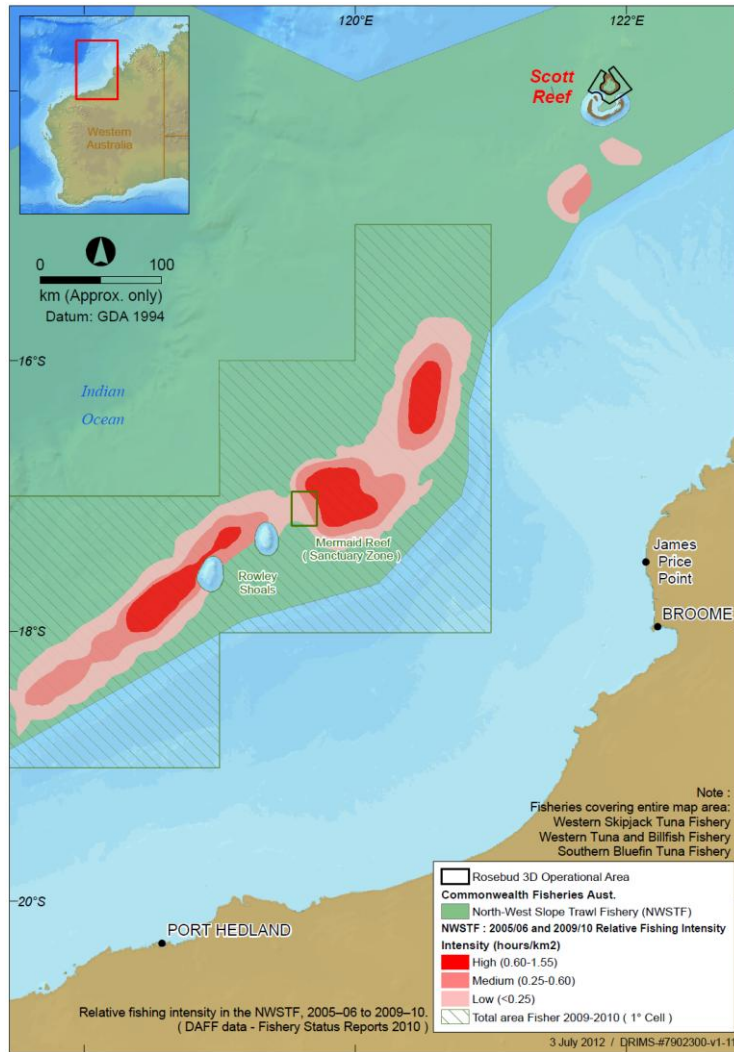 120°E
122°E
Scott
Reef
Western
Australia
0
100
km (Approx. only)
Datum: GDA 1994
16°S
Indian
Ocean
Mermaid Reef
( Sanctuary Zone )
Rowley
Shoals
James
Price
Point
BROOME
18°S
Note :
Fisheries covering entire map area:
Western Skipjack Tuna Fishery
Western Tuna and Billfish Fishery
Southern Bluefin Tuna Fishery
20°S
PORT HEDLAND
Rosebud 3D Operational Area
Commonwealth Fisheries Aust.
North-West Slope Trawl Fishery (NWSTF)
NWSTF : 2005/06 and 2009/10 Relative Fishing Intensity
Intensity (hours/km2)
High (0.60-1.55)
Medium (0.25-0.60)
Low (<0.25)
Total area Fisher 2009-2010 ( 1° Cell )
Relative fishing intensity in the NWSTF, 2005–06 to 2009–10.
( DAFF data - Fishery Status Reports 2010 )
3 July 2012 / DRIMS-#7902300-v1-11